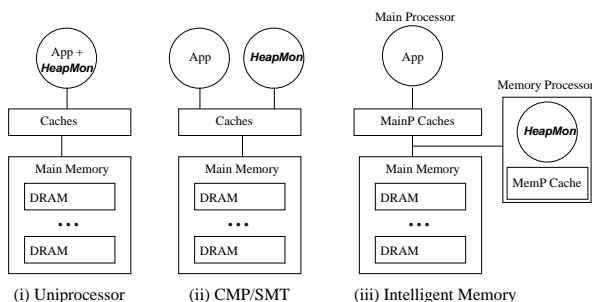 App +
HeapMon
Caches
Main Memory
DRAM
•••
DRAM
(i) Uniprocessor
App
HeapMon
Caches
Main Memory
DRAM
•••
DRAM
(ii) CMP/SMT
Main Processor
App
MainP Caches
Main Memory
DRAM
•••
DRAM
Memory Processor
HeapMon
MemP Cache
(iii) Intelligent Memory